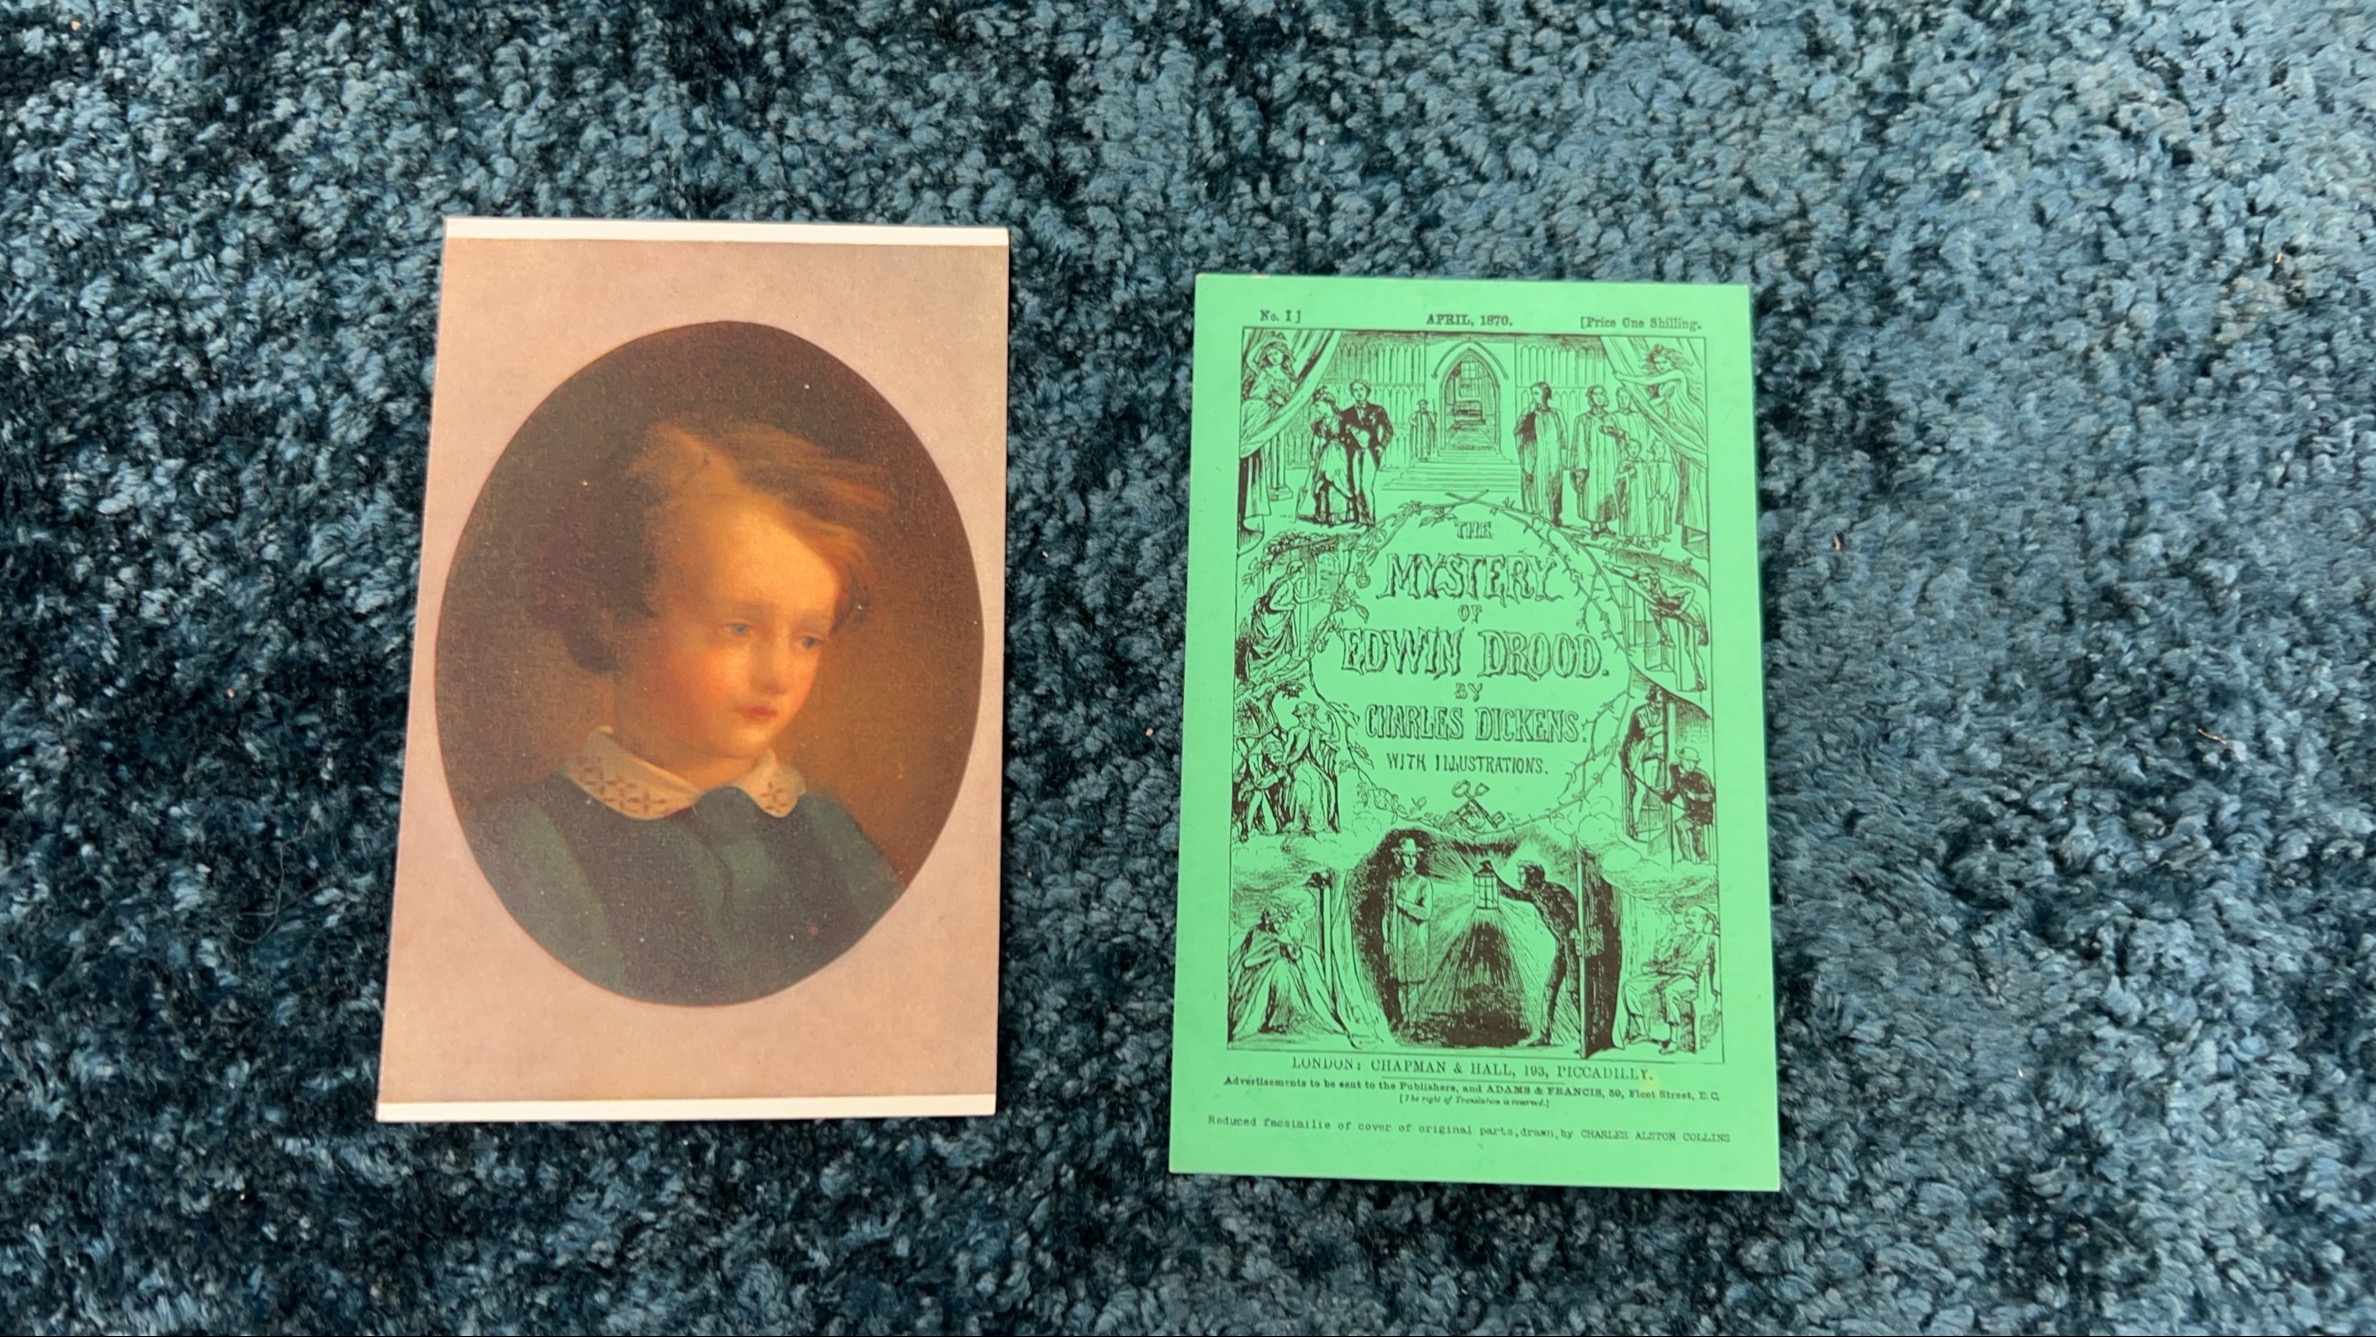 No. I]
APRIL, 1870.
[Price One Shilling.
THE
MYSTERY
OF
EDWIN DROOD.
BY
CHARLES DICKENS.
WITH ILLUSTRATIONS.
LONDON: CHAPMAN & HALL, 193, PICCADILLY.
Advertisements to be sent to the Publishers, and ADAMS & FRANCIS, 59, Fleet Street, E.C.
[The right of Translation is reserved.]
Reduced facsimilie of cover of original parts, drawn, by CHARLES ALSTON COLLINS